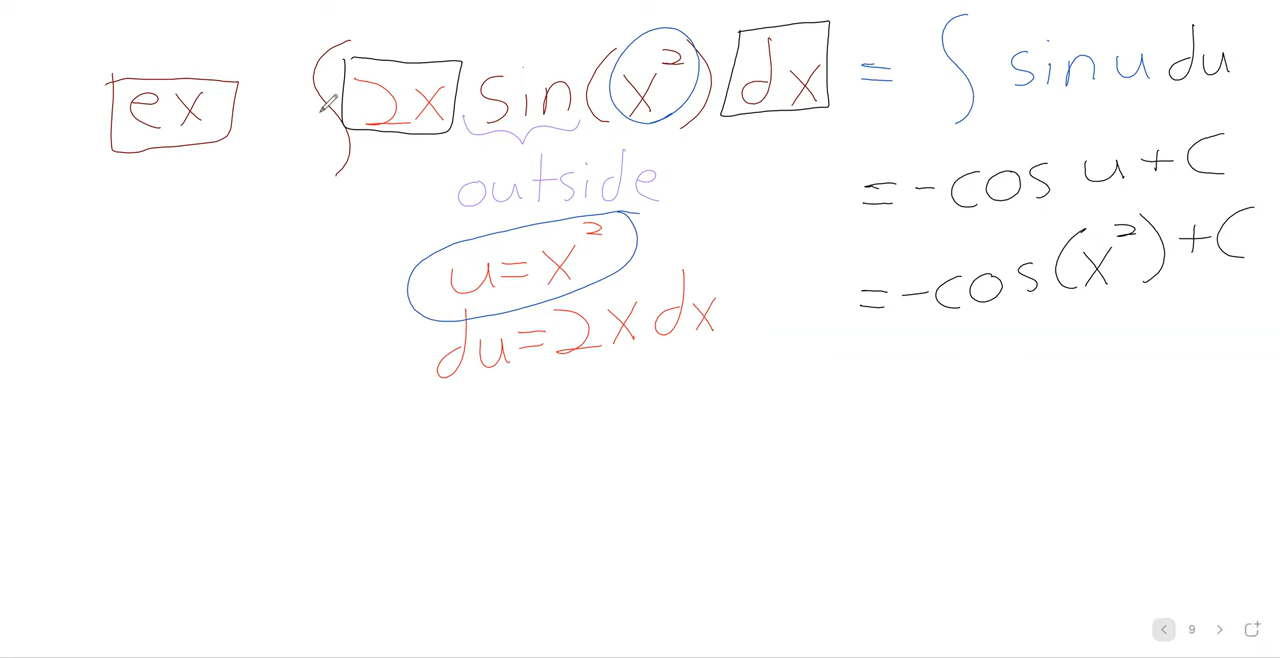 ex ∫ 2x sin(x²) dx = ∫ sin u du
outside
= -cos u + C
u = x²
= -cos(x²) + C
du = 2x dx
9